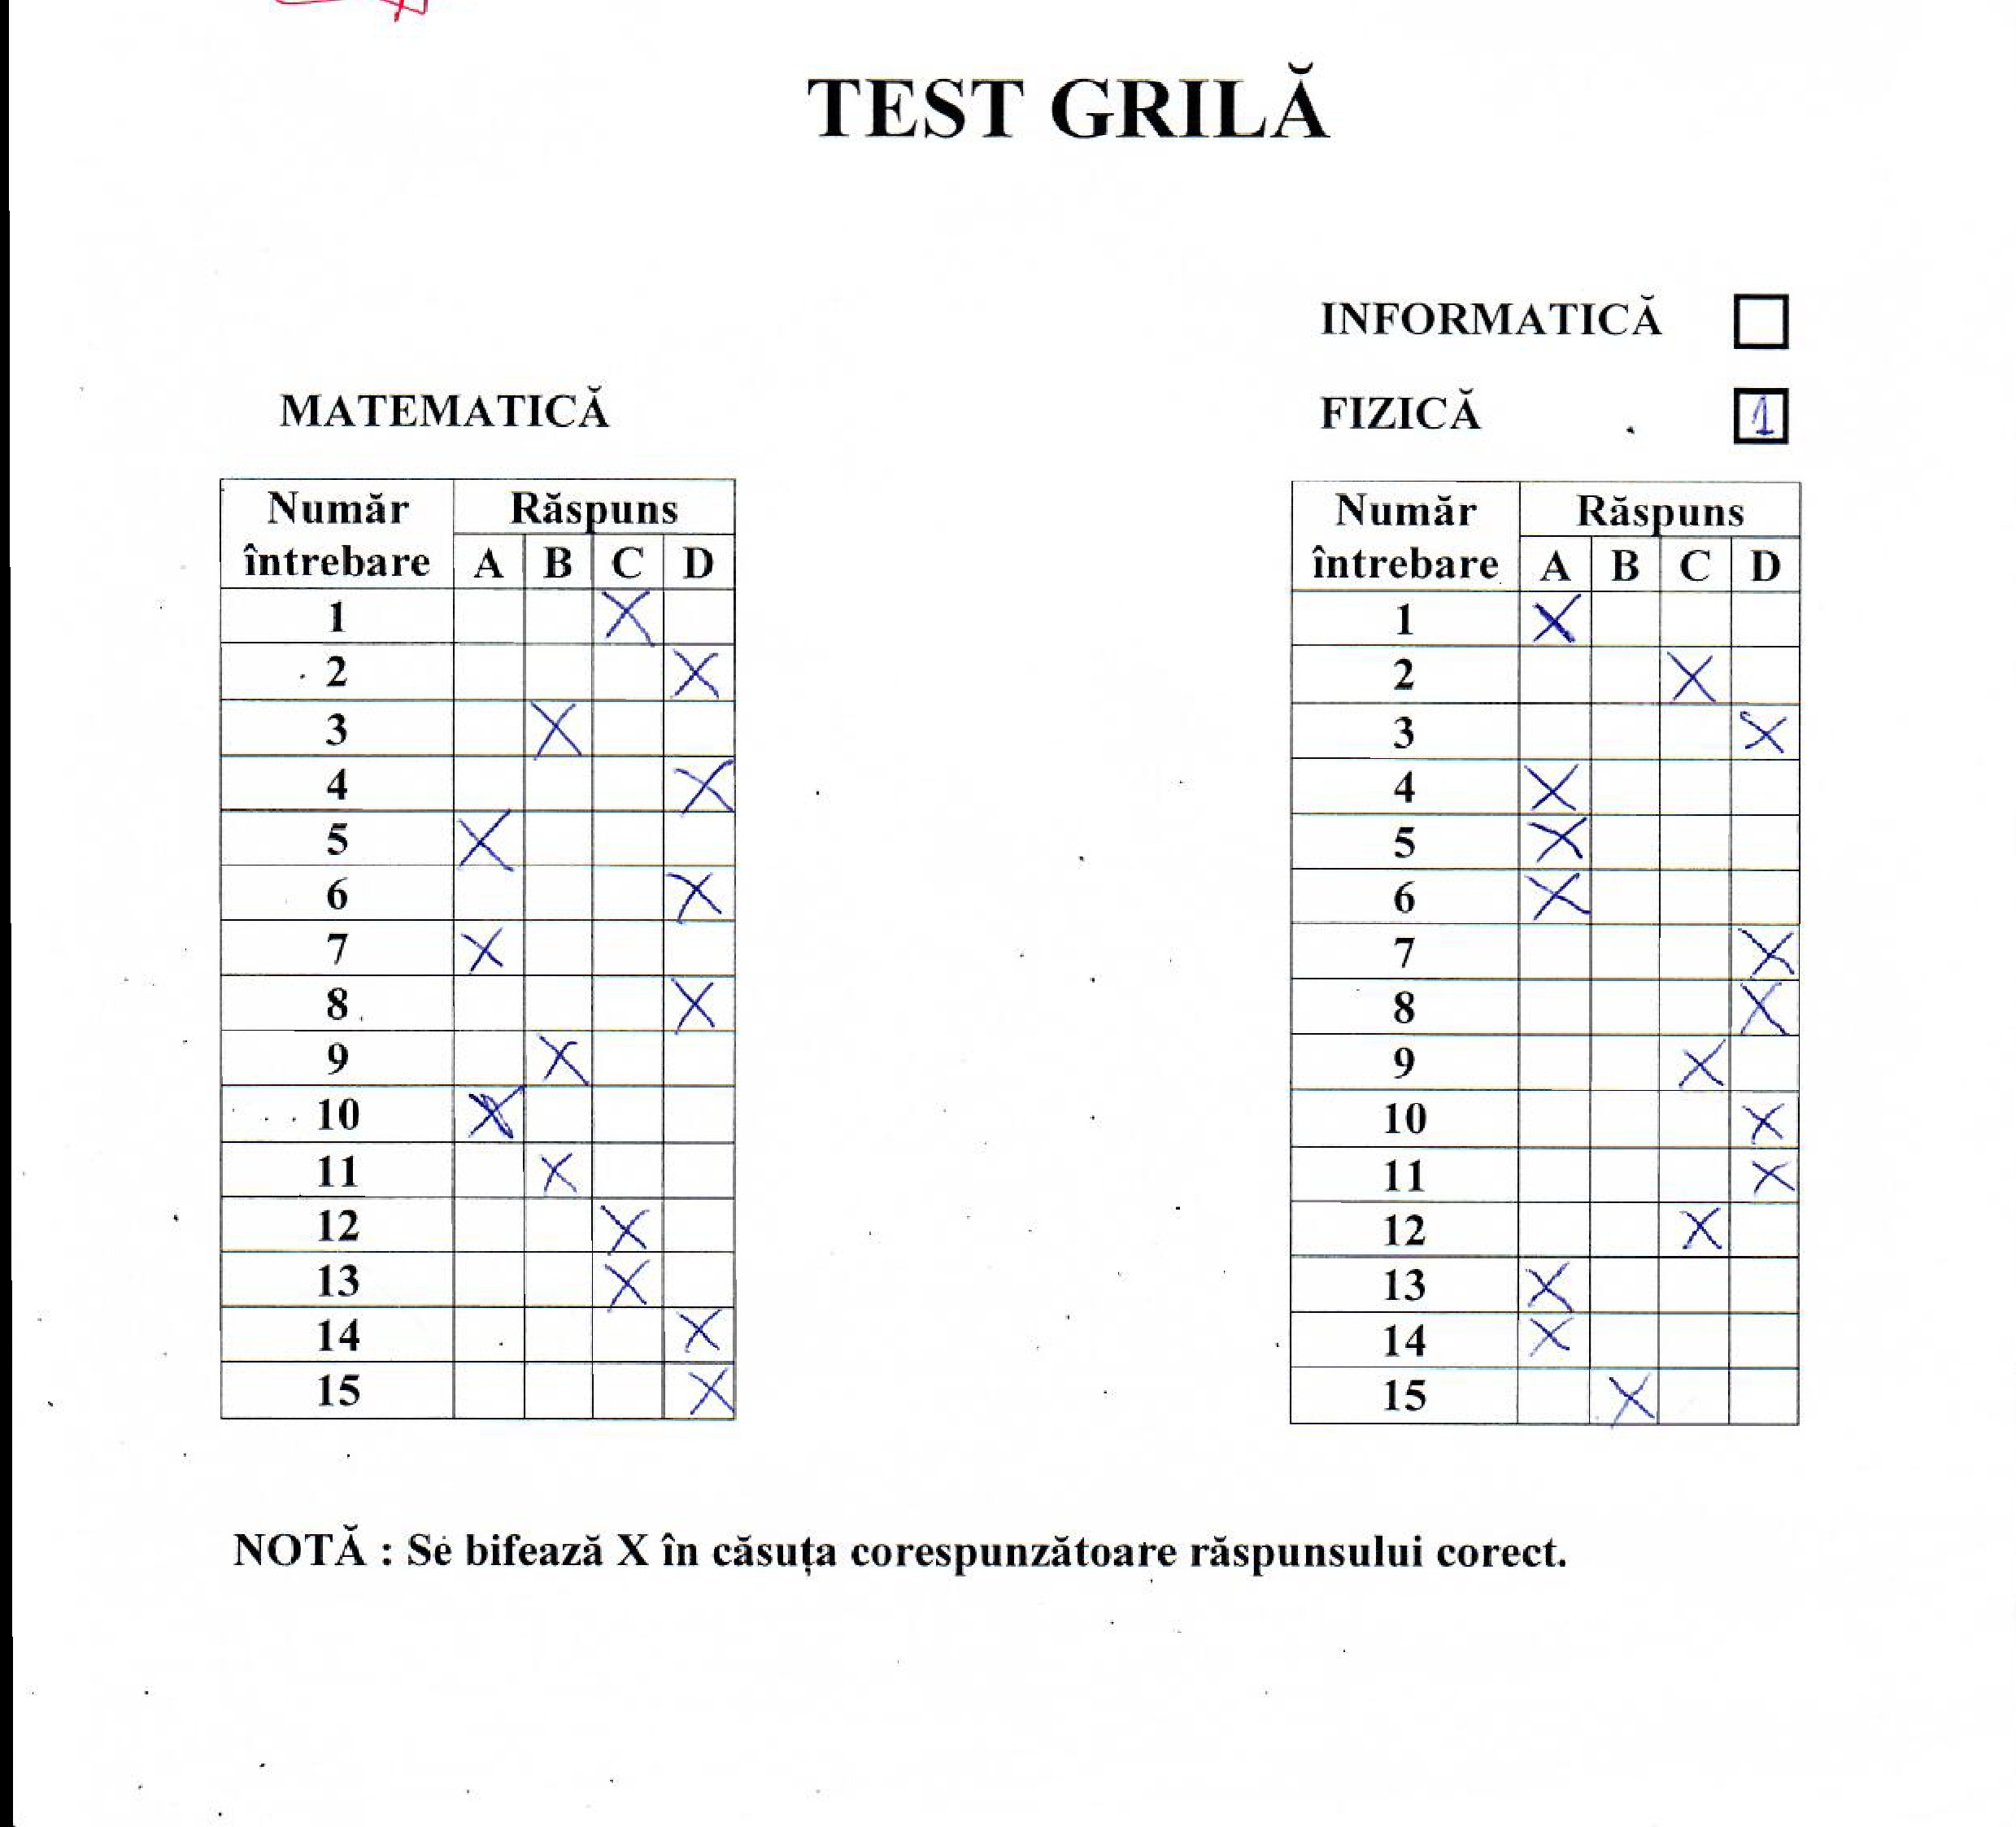 TEST GRILĂ
INFORMATICĂ
MATEMATICĂ
FIZICĂ 1
Număr întrebare Răspuns
A B C D
1 X
2 X
3 X
4 X
5 X
6 X
7 X
8 X
9 X
10 X
11 X
12 X
13 X
14 X
15 X
Număr întrebare Răspuns
A B C D
1 X
2 X
3 X
4 X
5 X
6 X
7 X
8 X
9 X
10 X
11 X
12 X
13 X
14 X
15 X
NOTĂ : Se bifează X în căsuța corespunzătoare răspunsului corect.